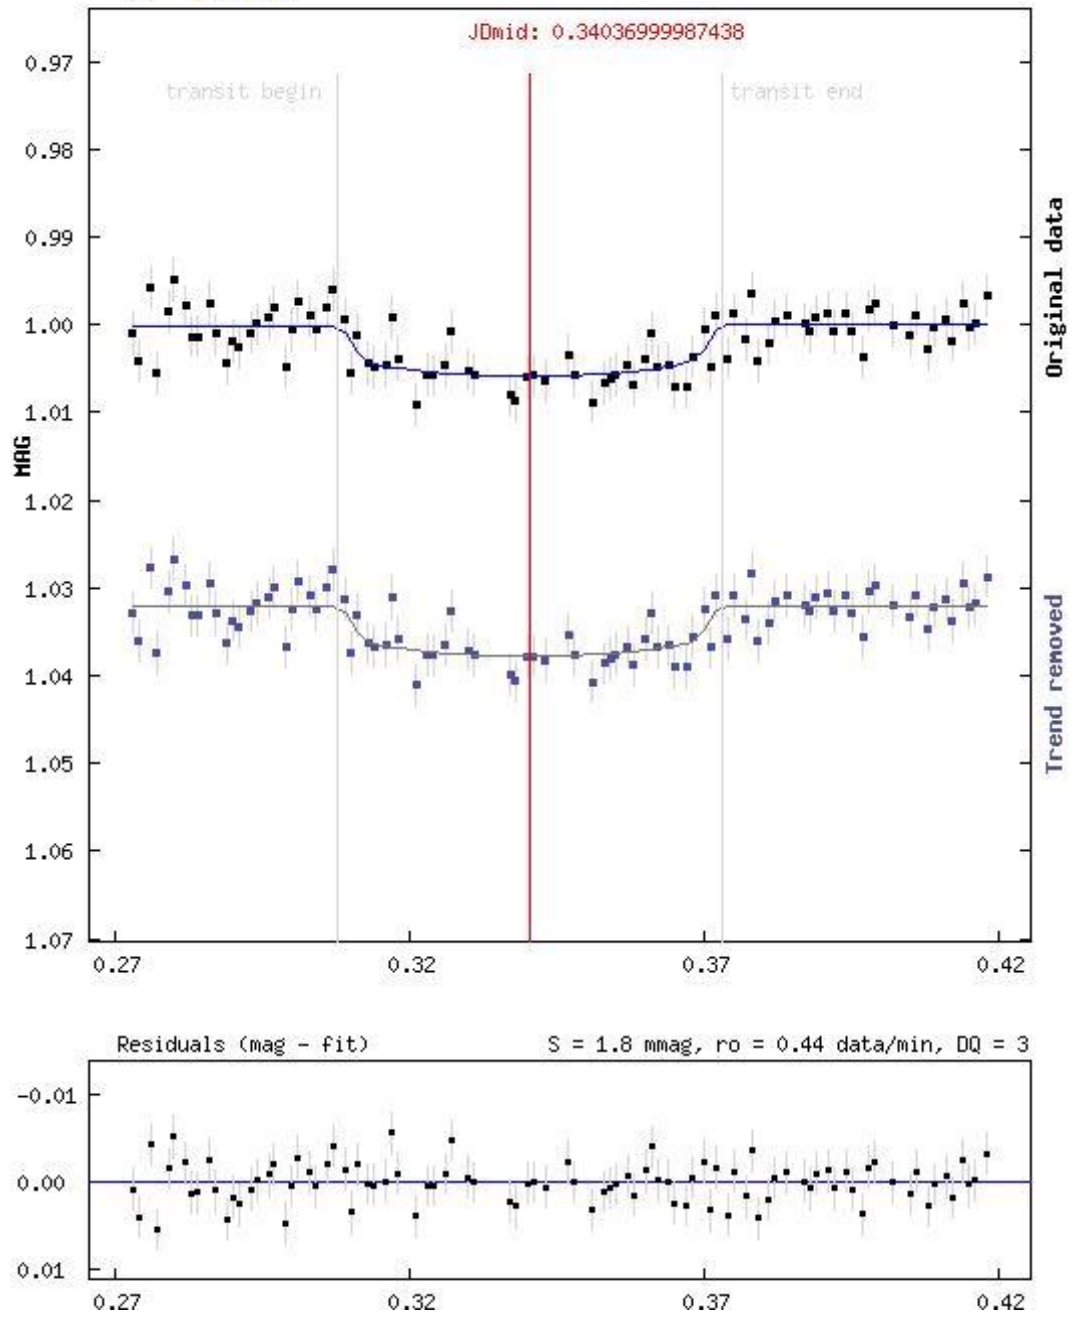 JDmid: 0.34036999987438
transit begin
transit end
0.97
0.98
0.99
1.00
1.01
1.02
1.03
1.04
1.05
1.06
1.07
MAG
Original data
Trend removed
0.27
0.32
0.37
0.42
Residuals (mag - fit)
S = 1.8 mmag, ro = 0.44 data/min, DQ = 3
-0.01
0.00
0.01
0.27
0.32
0.37
0.42